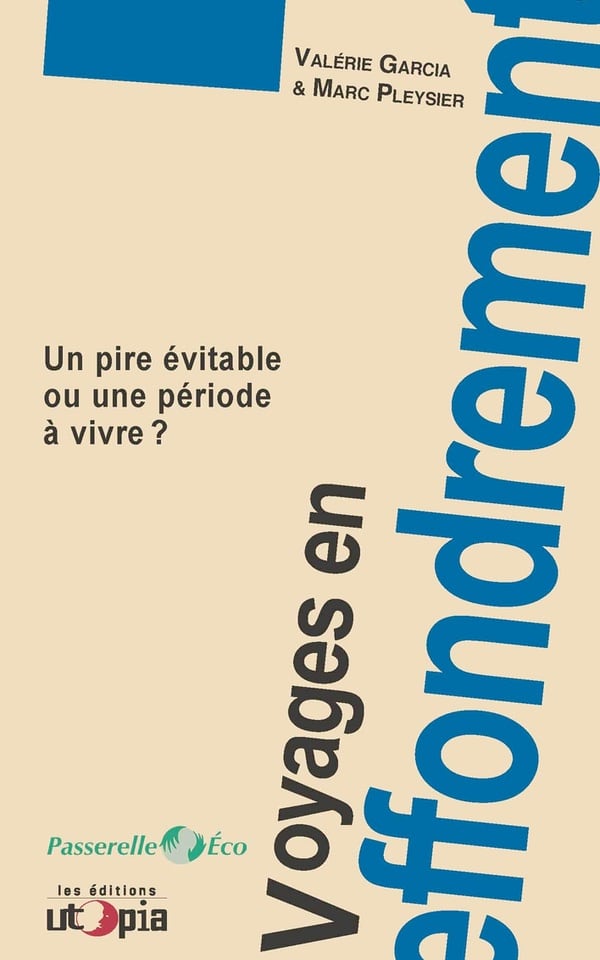 Valérie Garcia
& Marc Pleysier
Un pire évitable
ou une période
à vivre ?
Voyages en
effondrement
Passerelle Éco
les éditions
utopia